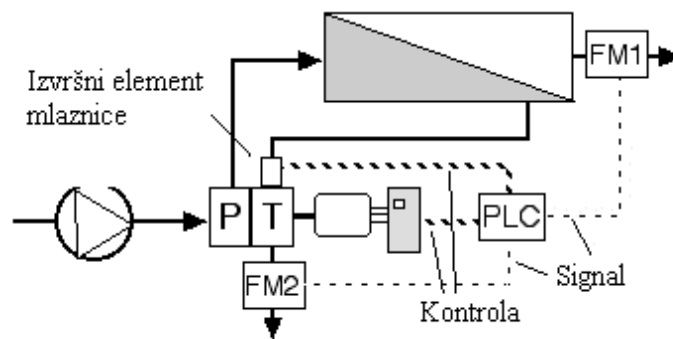 FM1
Izvršni element
mlaznice
P T
PLC
FM2
Signal
Kontrola